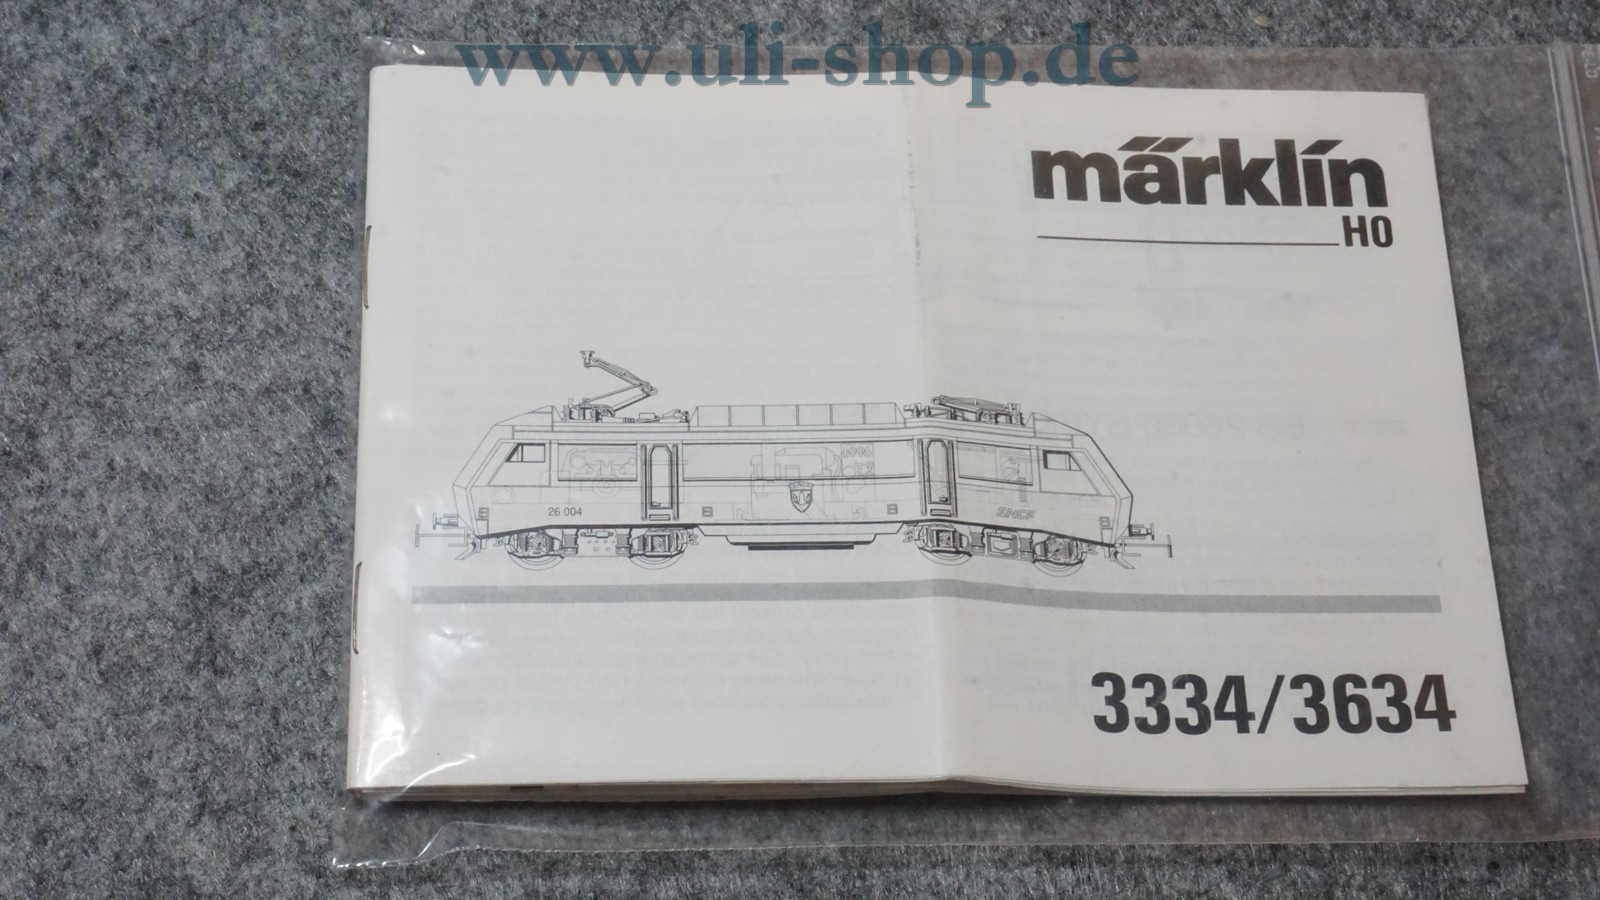 www.uli-shop.de
märklin
HO
26 004
SNCF
3334/3634